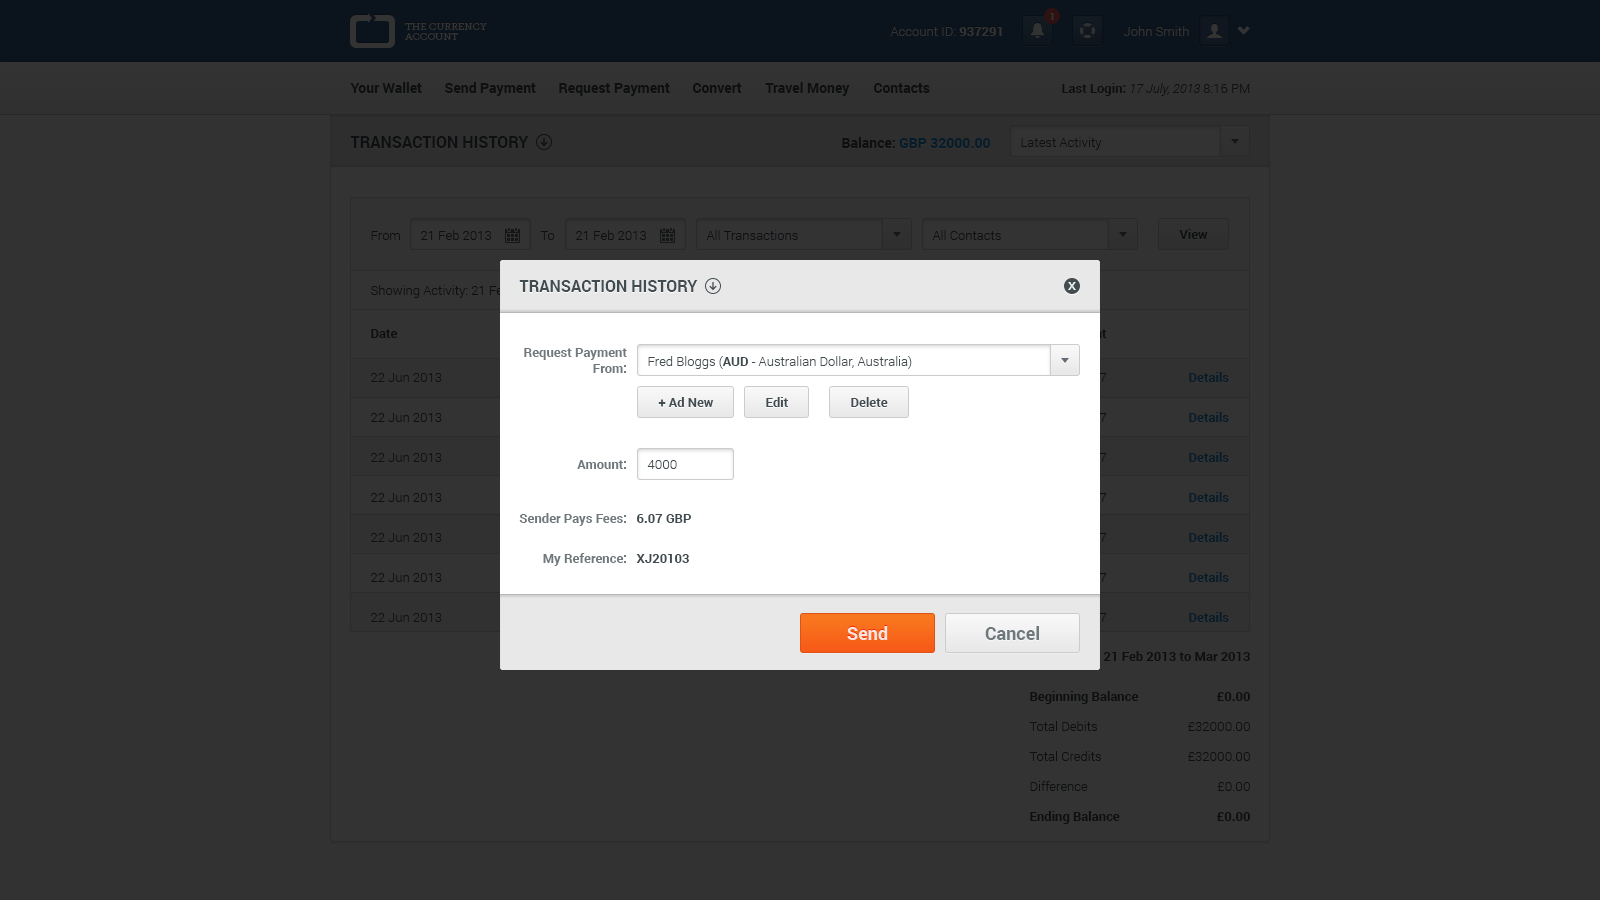 THE CURRENCY
ACCOUNT
Account ID: 937291
1
John Smith
Your Wallet Send Payment Request Payment Convert Travel Money Contacts
Last Login: 17 July, 2013 8:16 PM
TRANSACTION HISTORY
Balance: GBP 32000.00
Latest Activity
From 21 Feb 2013 To 21 Feb 2013 All Transactions All Contacts View
Showing Activity: 21 Fe
Date
22 Jun 2013 7 Details
22 Jun 2013 7 Details
22 Jun 2013 7 Details
22 Jun 2013 7 Details
22 Jun 2013 7 Details
22 Jun 2013 7 Details
22 Jun 2013 7 Details
TRANSACTION HISTORY
X
Request Payment
From:
Fred Bloggs (AUD - Australian Dollar, Australia)
+ Ad New Edit Delete
Amount: 4000
Sender Pays Fees: 6.07 GBP
My Reference: XJ20103
Send Cancel
21 Feb 2013 to Mar 2013
Beginning Balance £0.00
Total Debits £32000.00
Total Credits £32000.00
Difference £0.00
Ending Balance £0.00